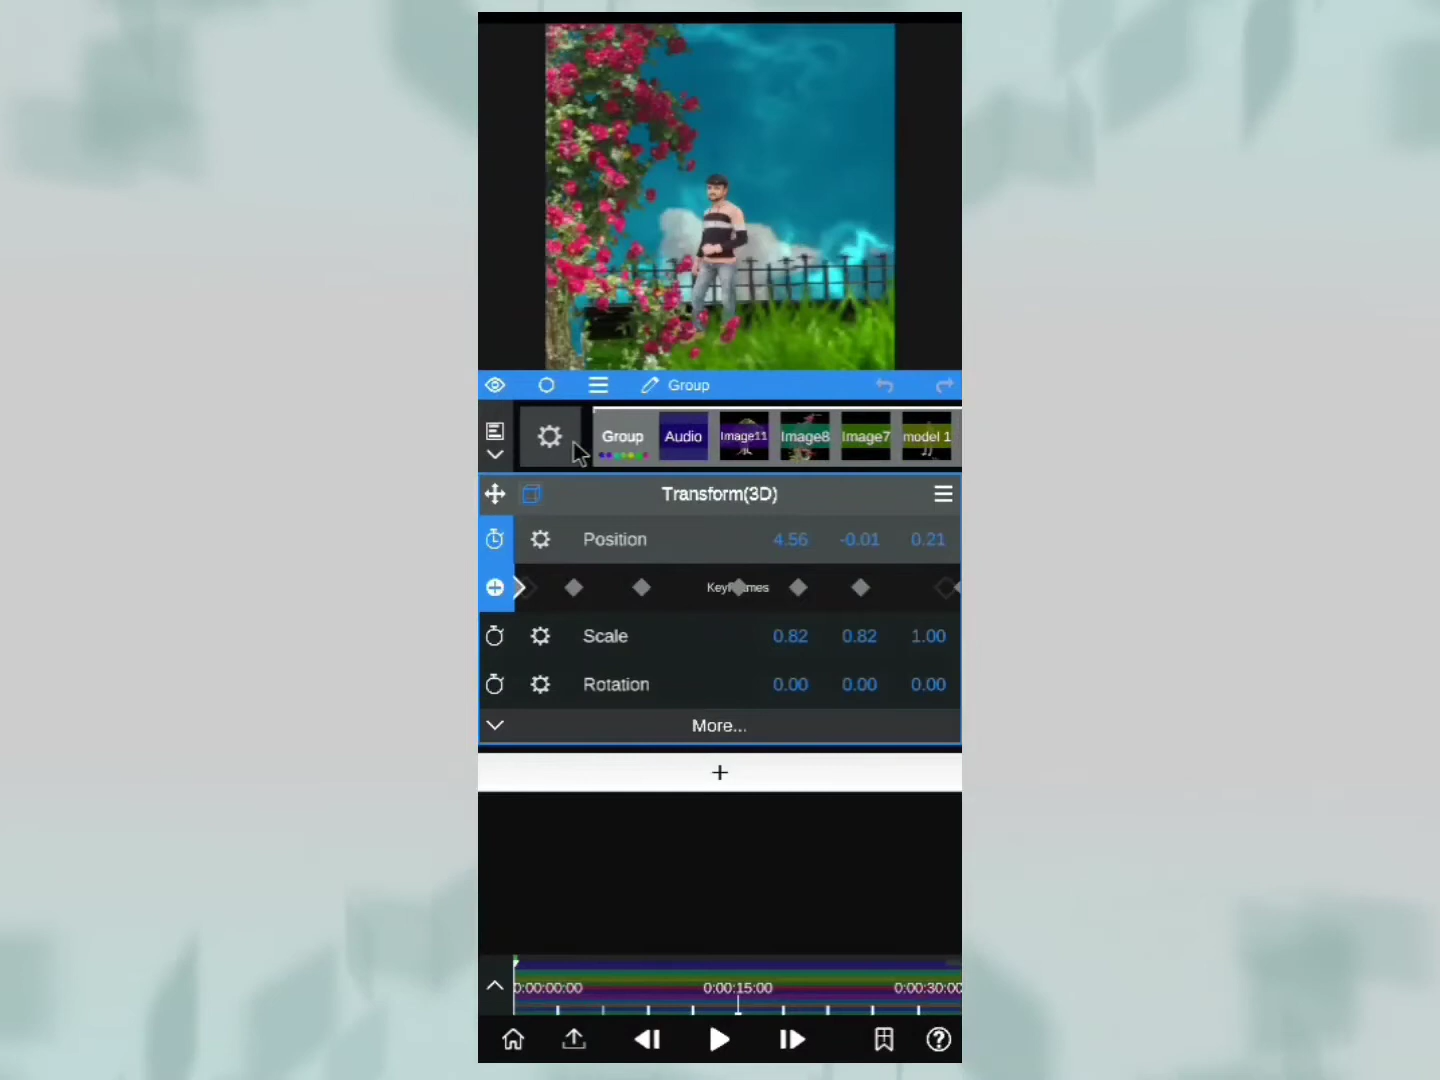 Group
Group Audio Image11 Image8 Image7 model 1
Transform(3D)
Position 4.56 -0.01 0.21
Keyframes
Scale 0.82 0.82 1.00
Rotation 0.00 0.00 0.00
More...
+
0:00:00:00 0:00:15:00 0:00:30:00